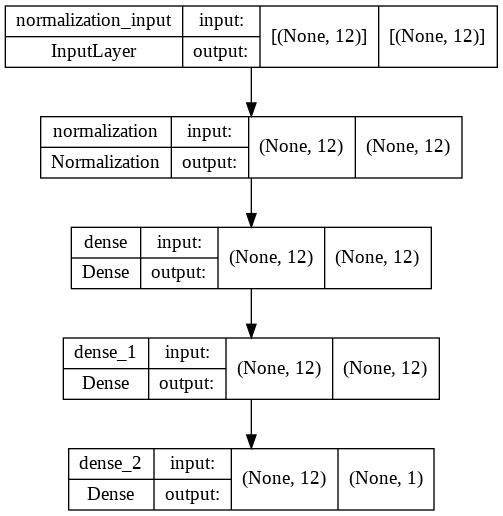 normalization_input input: [(None, 12)] [(None, 12)]
InputLayer output:
normalization input: (None, 12) (None, 12)
Normalization output:
dense input: (None, 12) (None, 12)
Dense output:
dense_1 input: (None, 12) (None, 12)
Dense output:
dense_2 input: (None, 12) (None, 1)
Dense output: